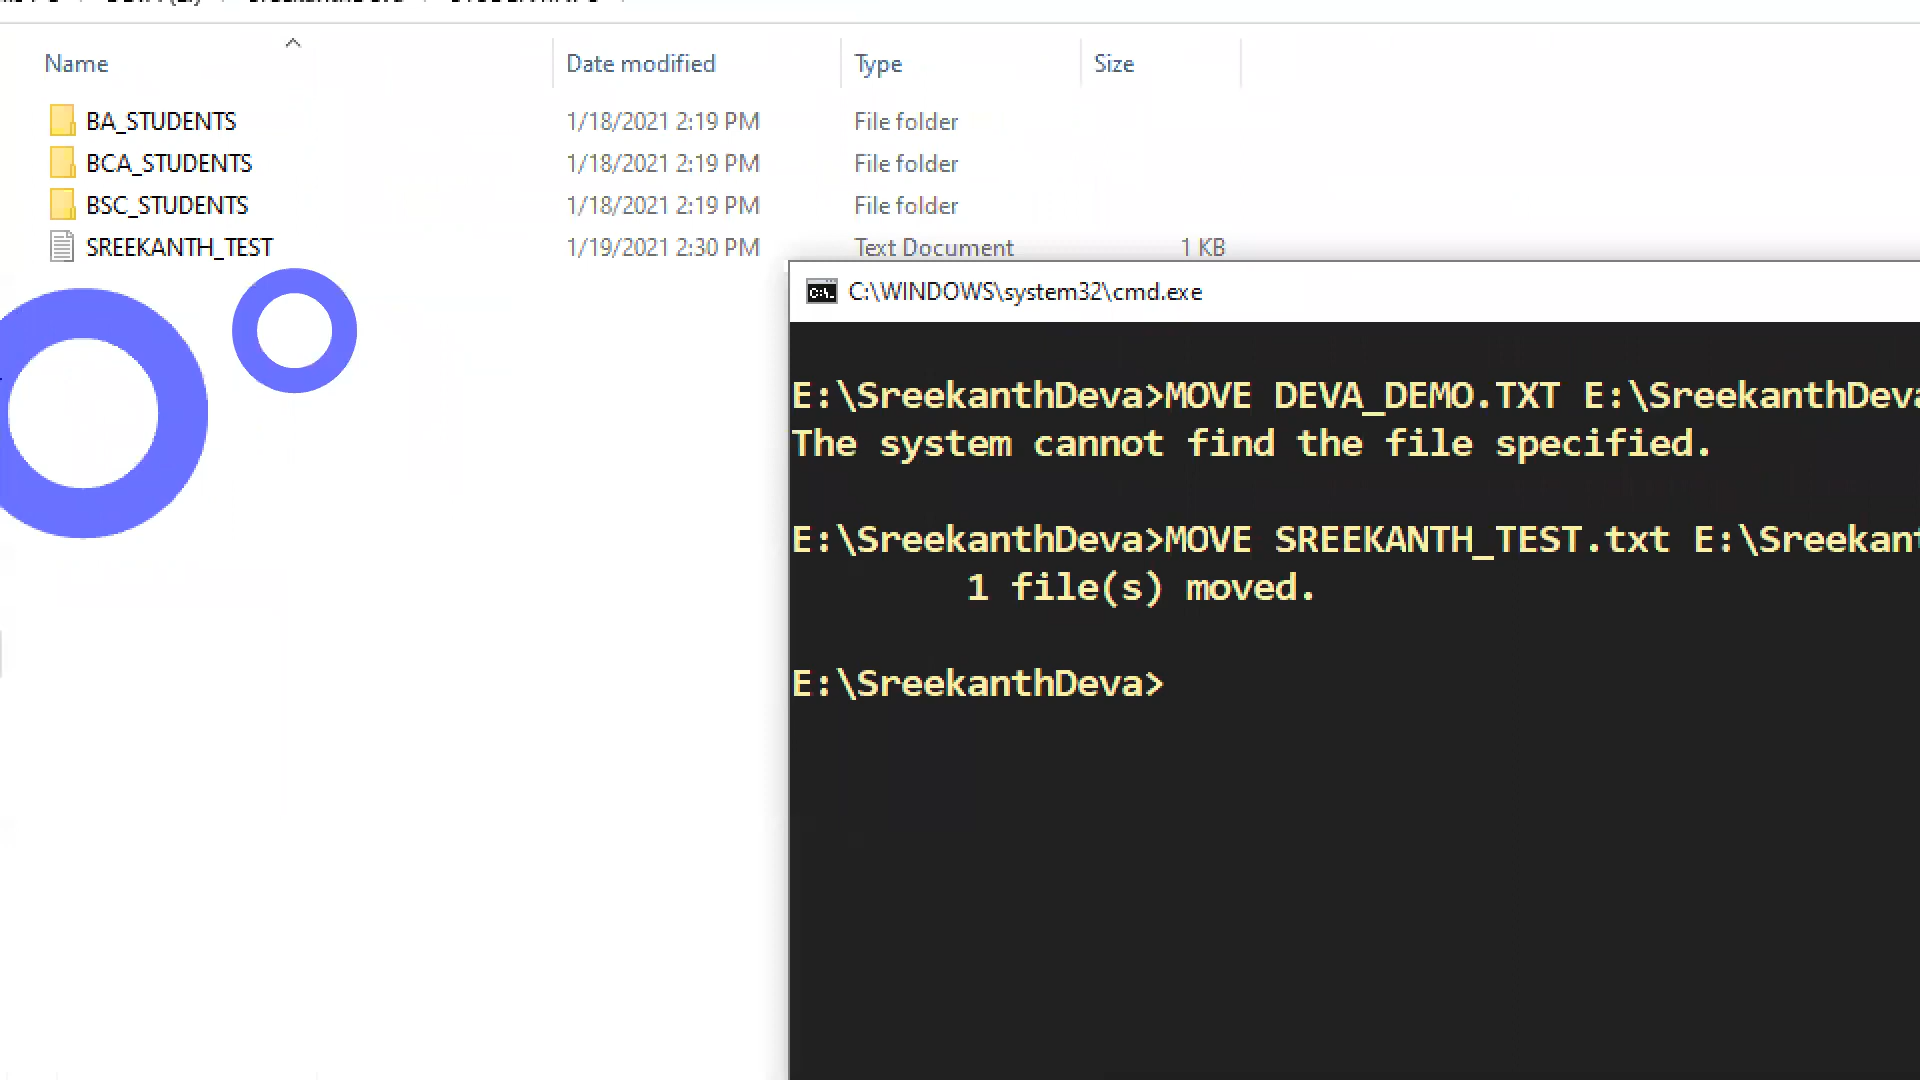 Name Date modified Type Size
BA_STUDENTS 1/18/2021 2:19 PM File folder
BCA_STUDENTS 1/18/2021 2:19 PM File folder
BSC_STUDENTS 1/18/2021 2:19 PM File folder
SREEKANTH_TEST 1/19/2021 2:30 PM Text Document 1 KB
C:\WINDOWS\system32\cmd.exe
E:\SreekanthDeva>MOVE DEVA_DEMO.TXT E:\SreekanthDeva
The system cannot find the file specified.
E:\SreekanthDeva>MOVE SREEKANTH_TEST.txt E:\Sreekant
1 file(s) moved.
E:\SreekanthDeva>